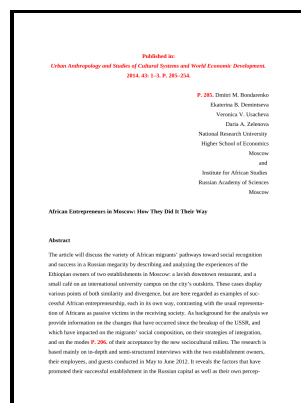 Published in:
Urban Anthropology and Studies of Cultural Systems and World Economic Development.
2014. 43: 1–3. P. 205–254.
P. 205. Dmitri M. Bondarenko
Ekaterina B. Demintseva
Veronica V. Usacheva
Daria A. Zelenova
National Research University
Higher School of Economics
Moscow
and
Institute for African Studies
Russian Academy of Sciences
Moscow
African Entrepreneurs in Moscow: How They Did It Their Way
Abstract
The article will discuss the variety of African migrants’ pathways toward social recognition
and success in a Russian megacity by describing and analyzing the experiences of the
Ethiopian owners of two establishments in Moscow: a lavish downtown restaurant, and a
small café on an international university campus on the city’s outskirts. These cases display
various points of both similarity and divergence, but are here regarded as examples of suc-
cessful African entrepreneurship, each in its own way, contrasting with the usual representa-
tion of Africans as passive victims in the receiving society. As background for the analysis we
provide information on the changes that have occurred since the breakup of the USSR, and
which have impacted on the migrants’ social composition, on their strategies of integration,
and on the modes P. 206. of their acceptance by the new sociocultural milieu. The research is
based mainly on in-depth and semi-structured interviews with the two establishment owners,
their employees, and guests conducted in May to June 2012. It reveals the factors that have
promoted their successful establishment in the Russian capital as well as their own percep-